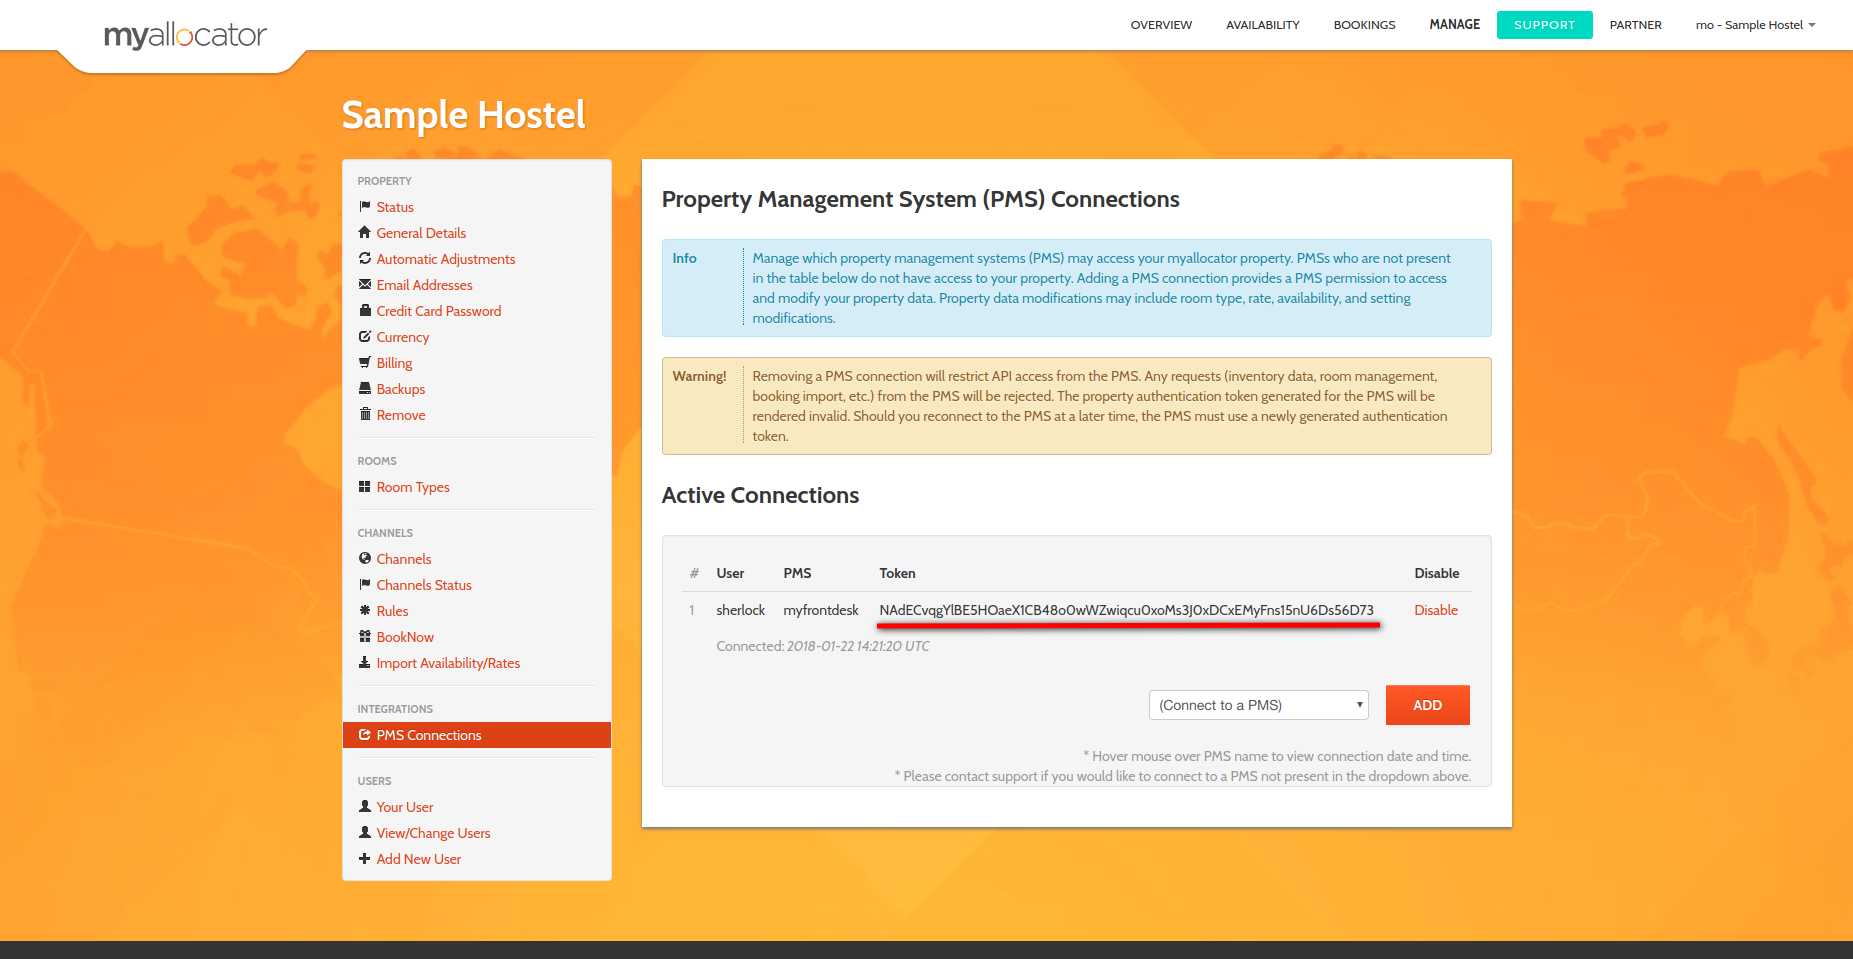 myallocator
OVERVIEW AVAILABILITY BOOKINGS MANAGE SUPPORT PARTNER mo - Sample Hostel
Sample Hostel
PROPERTY
Status
General Details
Automatic Adjustments
Email Addresses
Credit Card Password
Currency
Billing
Backups
Remove
ROOMS
Room Types
CHANNELS
Channels
Channels Status
Rules
BookNow
Import Availability/Rates
INTEGRATIONS
PMS Connections
USERS
Your User
View/Change Users
Add New User
Property Management System (PMS) Connections
Info
Manage which property management systems (PMS) may access your myallocator property. PMSs who are not present
in the table below do not have access to your property. Adding a PMS connection provides a PMS permission to access
and modify your property data. Property data modifications may include room type, rate, availability, and setting
modifications.
Warning!
Removing a PMS connection will restrict API access from the PMS. Any requests (inventory data, room management,
booking import, etc.) from the PMS will be rejected. The property authentication token generated for the PMS will be
rendered invalid. Should you reconnect to the PMS at a later time, the PMS must use a newly generated authentication
token.
Active Connections
# User PMS Token Disable
1 sherlock myfrontdesk NAdECvqgYlBE5HOaeX1CB48o0wWZwiqcu0xoMs3J0xDCxEMyFns15nU6Ds56D73 Disable
Connected: 2018-01-22 14:21:20 UTC
(Connect to a PMS) ADD
* Hover mouse over PMS name to view connection date and time.
* Please contact support if you would like to connect to a PMS not present in the dropdown above.